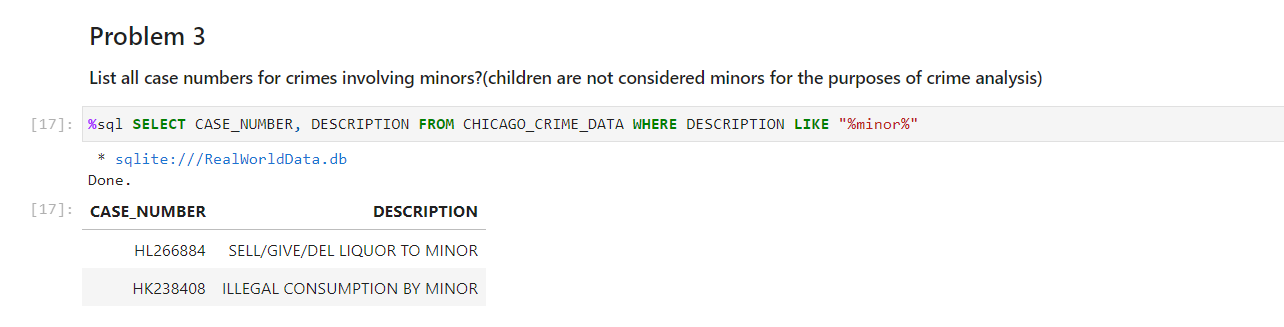 Problem 3
List all case numbers for crimes involving minors?(children are not considered minors for the purposes of crime analysis)
[17]: %sql SELECT CASE_NUMBER, DESCRIPTION FROM CHICAGO_CRIME_DATA WHERE DESCRIPTION LIKE "%minor%"
* sqlite:///RealWorldData.db
Done.
[17]: CASE_NUMBER DESCRIPTION
HL266884 SELL/GIVE/DEL LIQUOR TO MINOR
HK238408 ILLEGAL CONSUMPTION BY MINOR